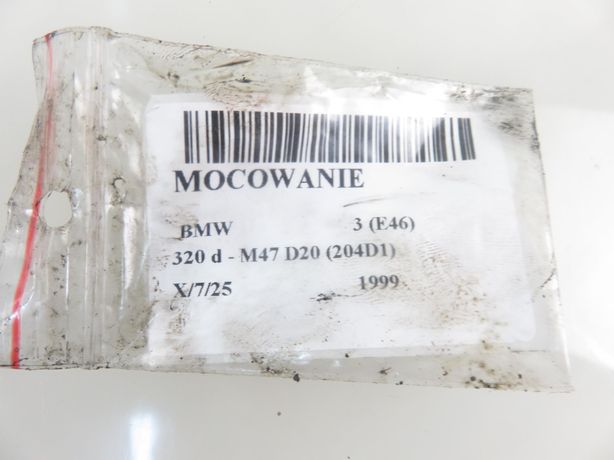 MOCOWANIE
BMW 3 (E46)
320 d - M47 D20 (204D1)
X/7/25 1999